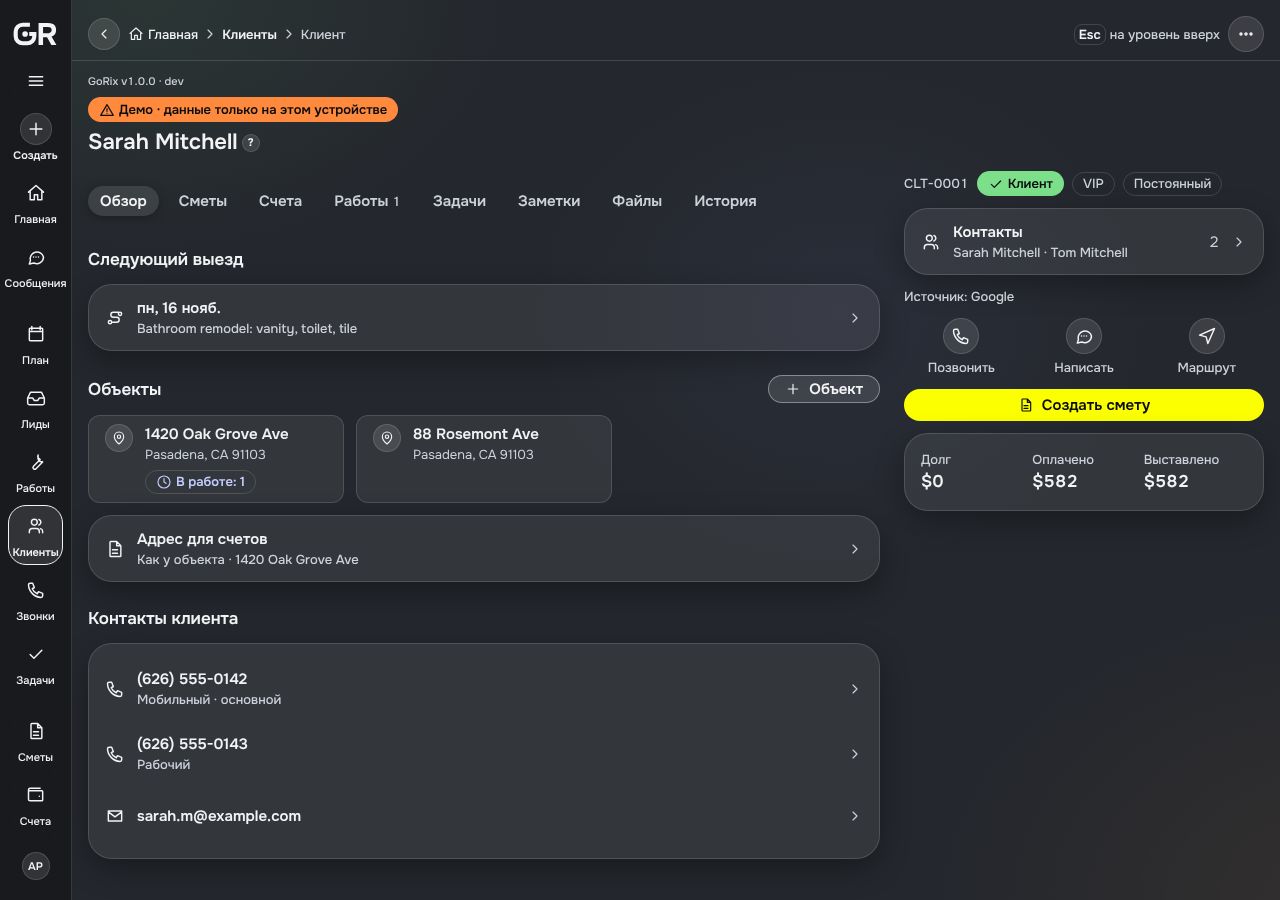 GR
Главная
Клиенты
Клиент
Esc на уровень вверх
GoRix v1.0.0 · dev
Демо · данные только на этом устройстве
Sarah Mitchell ?
Создать
Главная
Сообщения
План
Лиды
Работы
Клиенты
Звонки
Задачи
Сметы
Счета
AP
Обзор
Сметы
Счета
Работы 1
Задачи
Заметки
Файлы
История
Следующий выезд
пн, 16 нояб.
Bathroom remodel: vanity, toilet, tile
Объекты
+ Объект
1420 Oak Grove Ave
Pasadena, CA 91103
В работе: 1
88 Rosemont Ave
Pasadena, CA 91103
Адрес для счетов
Как у объекта · 1420 Oak Grove Ave
Контакты клиента
(626) 555-0142
Мобильный · основной
(626) 555-0143
Рабочий
sarah.m@example.com
CLT-0001
Клиент
VIP
Постоянный
Контакты
Sarah Mitchell · Tom Mitchell
2
Источник: Google
Позвонить
Написать
Маршрут
Создать смету
Долг
$0
Оплачено
$582
Выставлено
$582